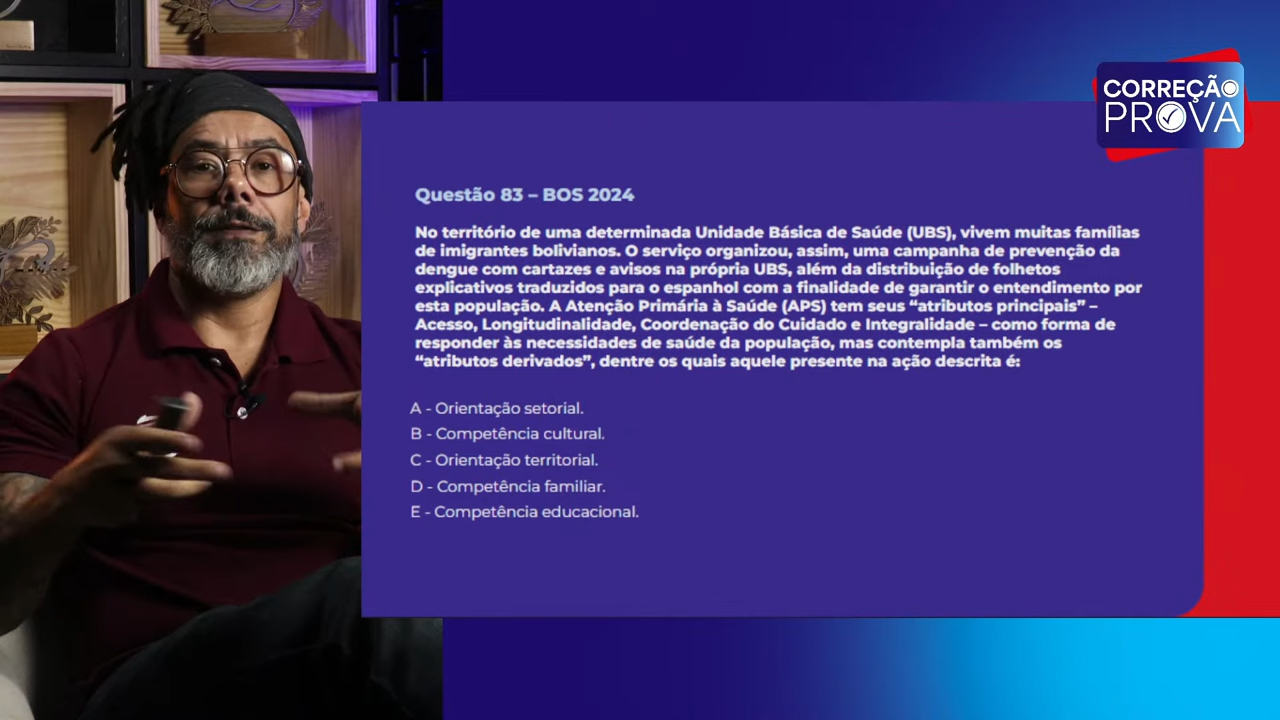 CORREÇÃO
PROVA
Questão 83 – BOS 2024
No território de uma determinada Unidade Básica de Saúde (UBS), vivem muitas famílias
de imigrantes bolivianos. O serviço organizou, assim, uma campanha de prevenção da
dengue com cartazes e avisos na própria UBS, além da distribuição de folhetos
explicativos traduzidos para o espanhol com a finalidade de garantir o entendimento por
esta população. A Atenção Primária à Saúde (APS) tem seus “atributos principais” –
Acesso, Longitudinalidade, Coordenação do Cuidado e Integralidade – como forma de
responder às necessidades de saúde da população, mas contempla também os
“atributos derivados”, dentre os quais aquele presente na ação descrita é:
A - Orientação setorial.
B - Competência cultural.
C - Orientação territorial.
D - Competência familiar.
E - Competência educacional.